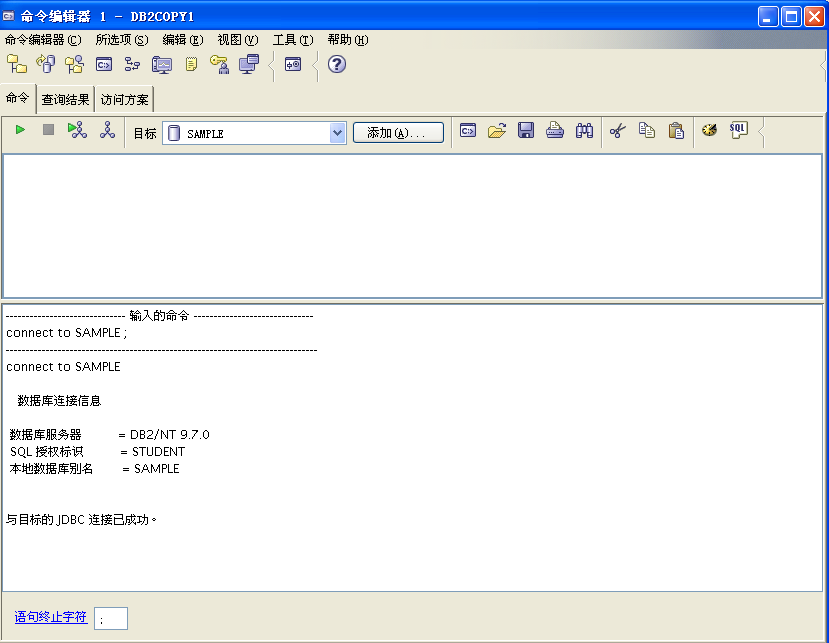 命令编辑器 1 - DB2COPY1
命令编辑器(C) 所选项(S) 编辑(E) 视图(V) 工具(T) 帮助(H)
命令 查询结果 访问方案
目标 SAMPLE 添加(A)... SQL
------------------------------ 输入的命令 ------------------------------
connect to SAMPLE ;
------------------------------------------------------------------------------
connect to SAMPLE
数据库连接信息
数据库服务器 = DB2/NT 9.7.0
SQL 授权标识 = STUDENT
本地数据库别名 = SAMPLE
与目标的 JDBC 连接已成功。
语句终止字符 ;